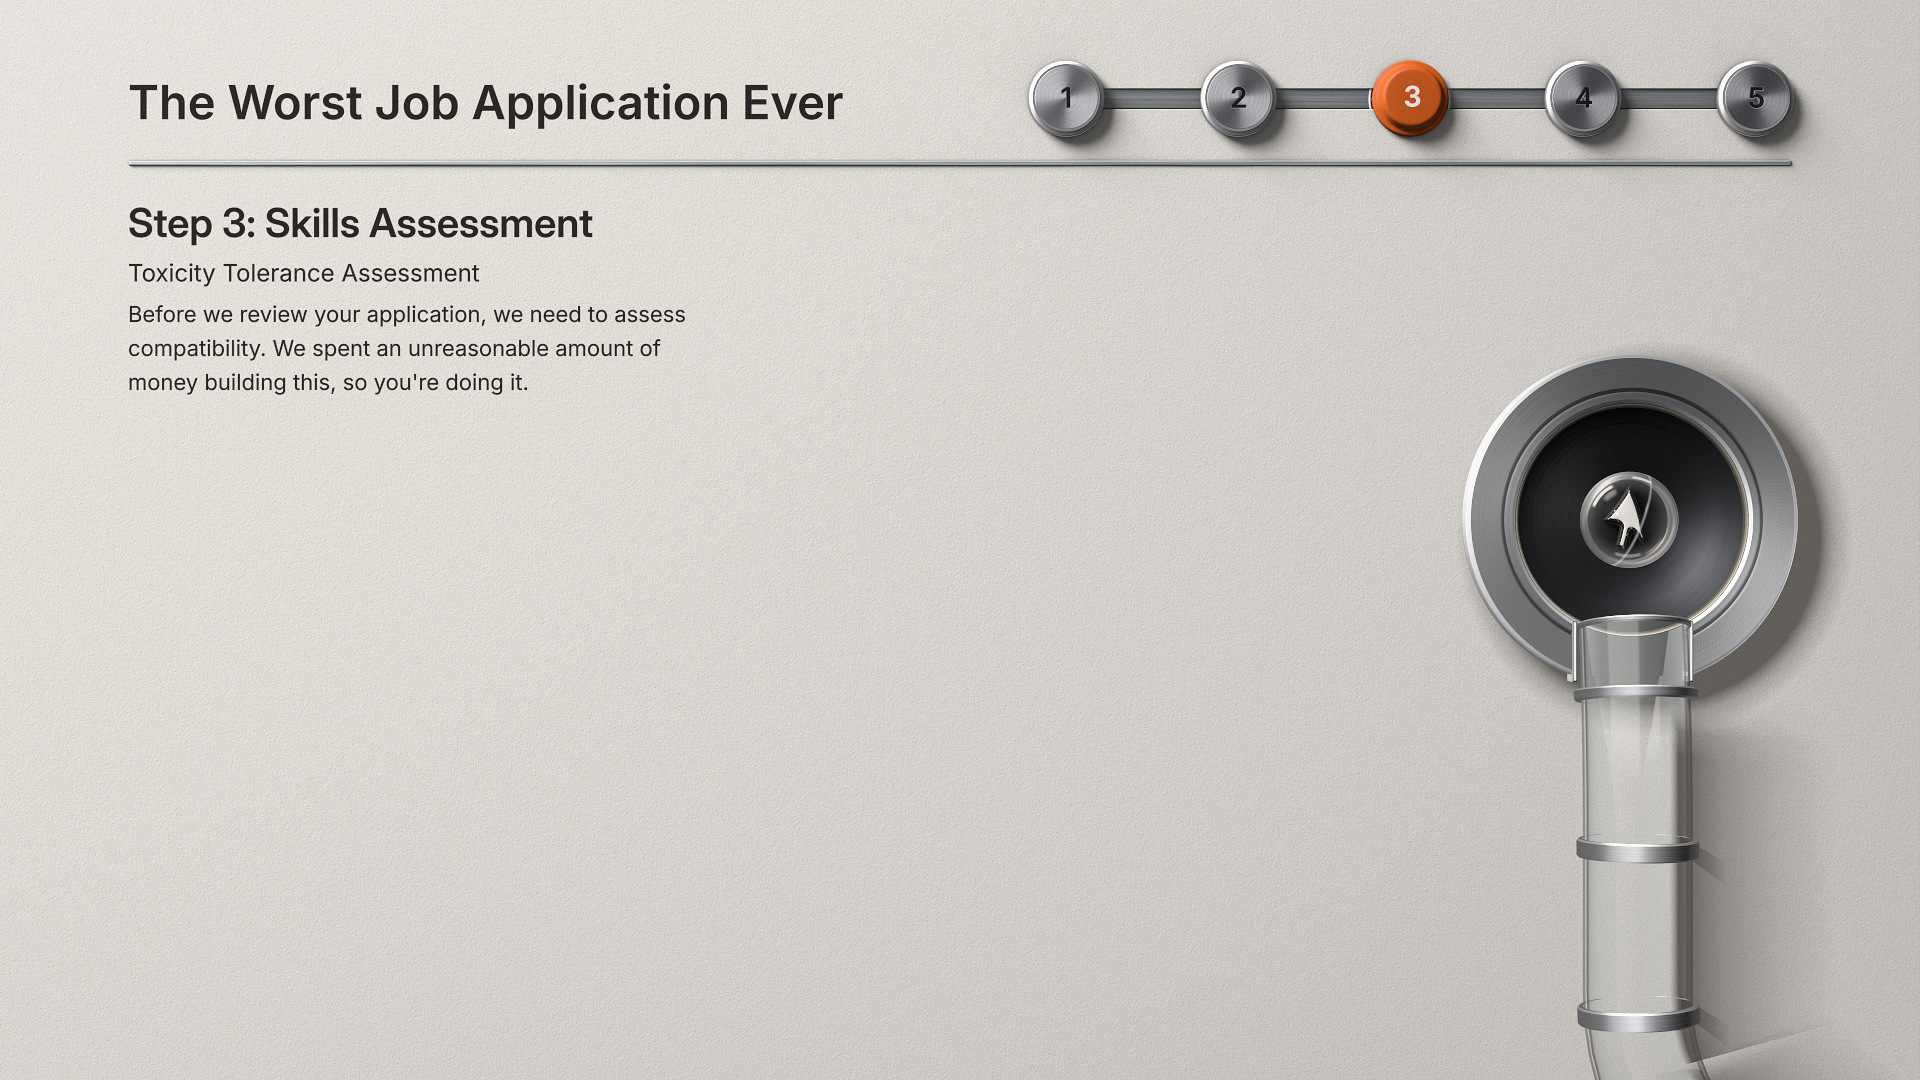 The Worst Job Application Ever
1 2 3 4 5
Step 3: Skills Assessment
Toxicity Tolerance Assessment
Before we review your application, we need to assess
compatibility. We spent an unreasonable amount of
money building this, so you're doing it.